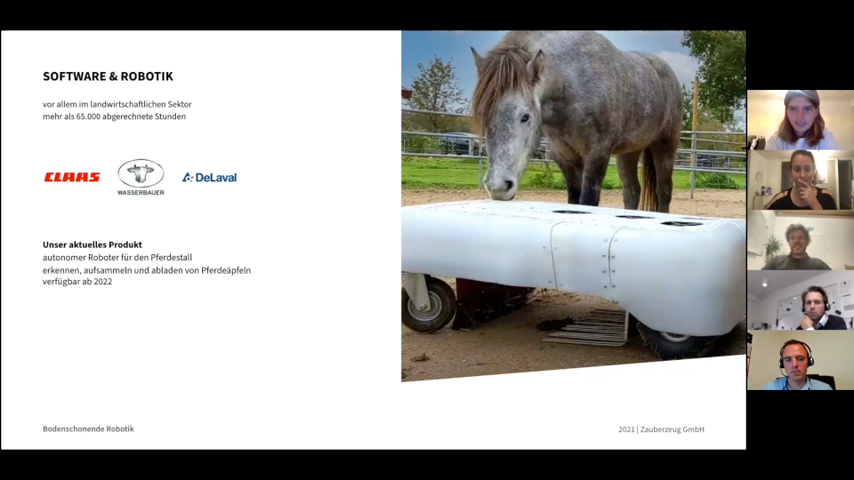 SOFTWARE & ROBOTIK
vor allem im landwirtschaftlichen Sektor
mehr als 65.000 abgerechnete Stunden
CLAAS
WASSERBAUER
DeLaval
Unser aktuelles Produkt
autonomer Roboter für den Pferdestall
erkennen, aufsammeln und abladen von Pferdeäpfeln
verfügbar ab 2022
Bodenschonende Robotik
2021 | Zauberzeug GmbH